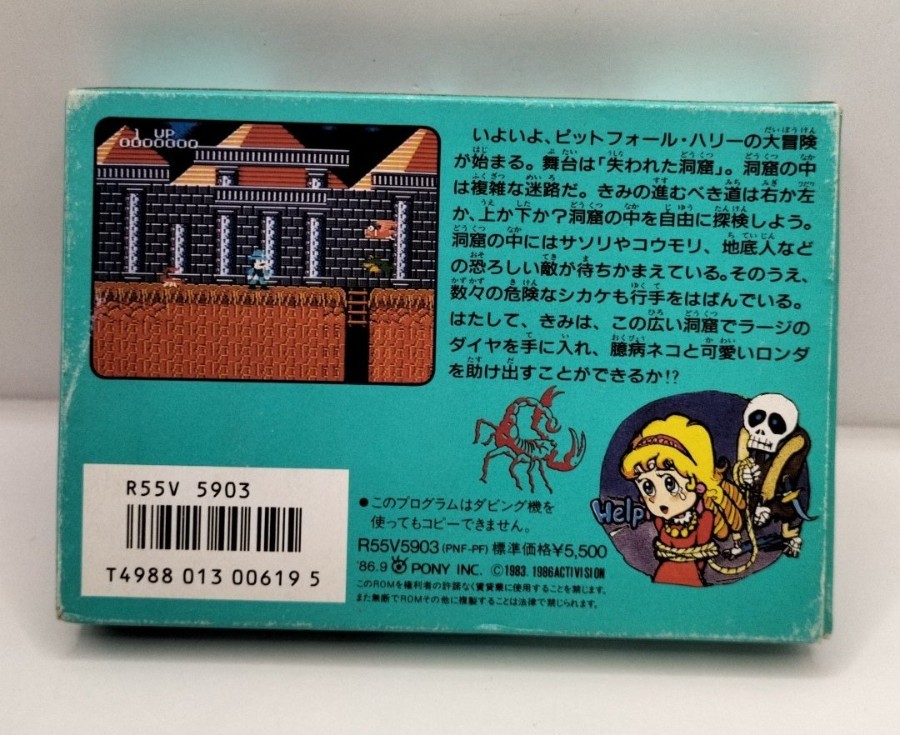 1 UP
0000000
いよいよ、ピットフォール・ハリーの大冒険
が始まる。舞台は「失われた洞窟」。洞窟の中
は複雑な迷路だ。きみの進むべき道は右か左
か、上か下か?洞窟の中を自由に探検しよう。
洞窟の中にはサソリやコウモリ、地底人など
の恐ろしい敵が待ちかまえている。そのうえ、
数々の危険なシカケも行手をはばんでいる。
はたして、きみは、この広い洞窟でラージの
ダイヤを手に入れ、臆病ネコと可愛いロンダ
を助け出すことができるか!?
Help
R55V 5903
T4988 013 00619 5
●このプログラムはダビング機を
使ってもコピーできません。
R55V5903 (PNF-PF) 標準価格¥5,500
'86.9 PONY INC. ©1983. 1986 ACTIVISION
このROMを権利者の許諾なく賃貸業に使用することを禁じます。
また無断でROMその他に複製することは法律で禁じられます。